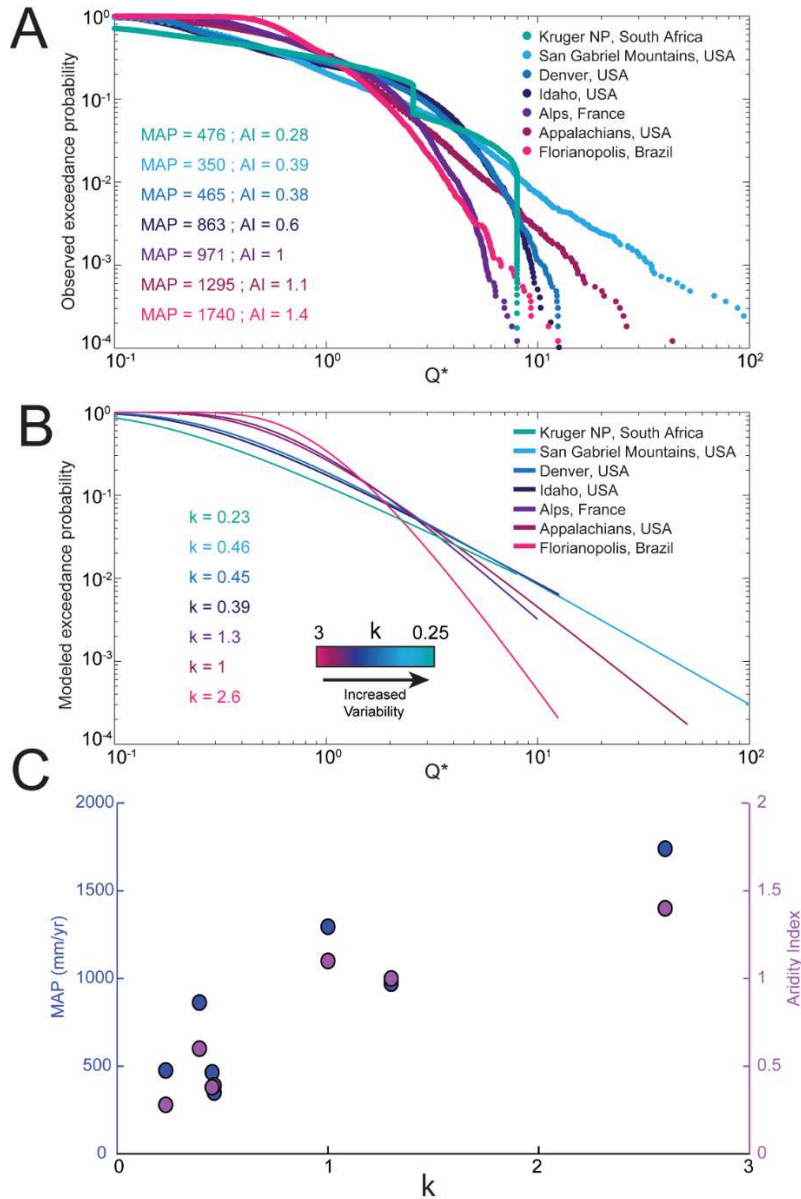 A
Observed exceedance probability
10^0
10^-1
10^-2
10^-3
10^-4
Kruger NP, South Africa
San Gabriel Mountains, USA
Denver, USA
Idaho, USA
Alps, France
Appalachians, USA
Florianopolis, Brazil
MAP = 476 ; AI = 0.28
MAP = 350 ; AI = 0.39
MAP = 465 ; AI = 0.38
MAP = 863 ; AI = 0.6
MAP = 971 ; AI = 1
MAP = 1295 ; AI = 1.1
MAP = 1740 ; AI = 1.4
10^-1 10^0 10^1 10^2
Q*
B
Modeled exceedance probability
10^0
10^-1
10^-2
10^-3
10^-4
Kruger NP, South Africa
San Gabriel Mountains, USA
Denver, USA
Idaho, USA
Alps, France
Appalachians, USA
Florianopolis, Brazil
k = 0.23
k = 0.46
k = 0.45
k = 0.39
k = 1.3
k = 1
k = 2.6
3 k 0.25
Increased
Variability
10^-1 10^0 10^1 10^2
Q*
C
MAP (mm/yr)
2000
1500
1000
500
0
2
1.5
1
0.5
0
Aridity Index
0 1 2 3
k